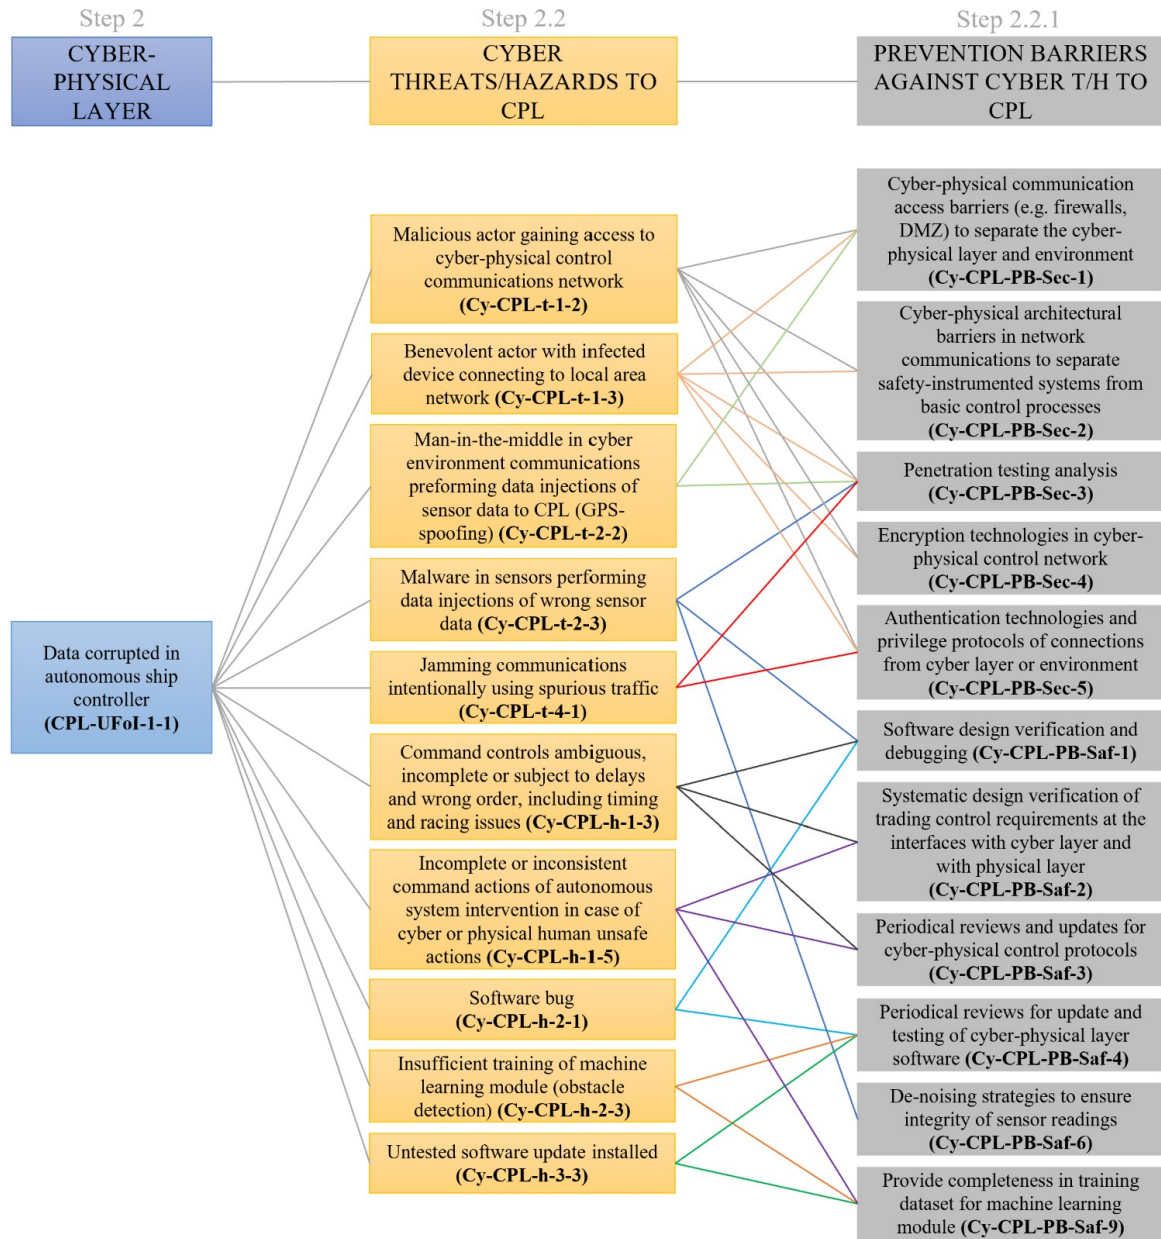 Step 2
Step 2.2
Step 2.2.1
CYBER-
PHYSICAL
LAYER
CYBER
THREATS/HAZARDS TO
CPL
PREVENTION BARRIERS
AGAINST CYBER T/H TO
CPL
Data corrupted in
autonomous ship
controller
(CPL-UFoI-1-1)
Malicious actor gaining access to
cyber-physical control
communications network
(Cy-CPL-t-1-2)
Benevolent actor with infected
device connecting to local area
network (Cy-CPL-t-1-3)
Man-in-the-middle in cyber
environment communications
preforming data injections of
sensor data to CPL (GPS-
spoofing) (Cy-CPL-t-2-2)
Malware in sensors performing
data injections of wrong sensor
data (Cy-CPL-t-2-3)
Jamming communications
intentionally using spurious traffic
(Cy-CPL-t-4-1)
Command controls ambiguous,
incomplete or subject to delays
and wrong order, including timing
and racing issues (Cy-CPL-h-1-3)
Incomplete or inconsistent
command actions of autonomous
system intervention in case of
cyber or physical human unsafe
actions (Cy-CPL-h-1-5)
Software bug
(Cy-CPL-h-2-1)
Insufficient training of machine
learning module (obstacle
detection) (Cy-CPL-h-2-3)
Untested software update installed
(Cy-CPL-h-3-3)
Cyber-physical communication
access barriers (e.g. firewalls,
DMZ) to separate the cyber-
physical layer and environment
(Cy-CPL-PB-Sec-1)
Cyber-physical architectural
barriers in network
communications to separate
safety-instrumented systems from
basic control processes
(Cy-CPL-PB-Sec-2)
Penetration testing analysis
(Cy-CPL-PB-Sec-3)
Encryption technologies in cyber-
physical control network
(Cy-CPL-PB-Sec-4)
Authentication technologies and
privilege protocols of connections
from cyber layer or environment
(Cy-CPL-PB-Sec-5)
Software design verification and
debugging (Cy-CPL-PB-Saf-1)
Systematic design verification of
trading control requirements at the
interfaces with cyber layer and
with physical layer
(Cy-CPL-PB-Saf-2)
Periodical reviews and updates for
cyber-physical control protocols
(Cy-CPL-PB-Saf-3)
Periodical reviews for update and
testing of cyber-physical layer
software (Cy-CPL-PB-Saf-4)
De-noising strategies to ensure
integrity of sensor readings
(Cy-CPL-PB-Saf-6)
Provide completeness in training
dataset for machine learning
module (Cy-CPL-PB-Saf-9)